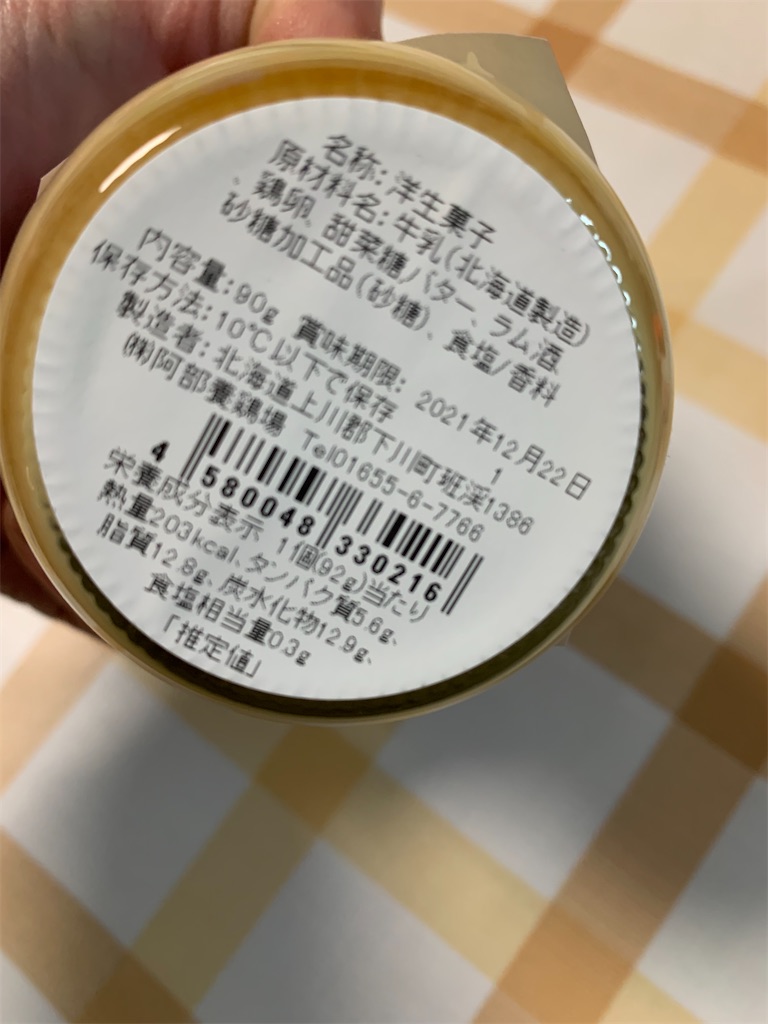 名称: 洋生菓子
原材料名: 牛乳(北海道製造)
、鶏卵、甜菜糖、バター、ラム酒、
砂糖加工品(砂糖)、食塩/香料
内容量:90g 賞味期限: 2021年12月22日
保存方法:10℃以下で保存 1
製造者:北海道上川郡下川町班渓1386
㈱阿部養鶏場 Tel01655-6-7766
4 580048 330216
栄養成分表示 1個(92g)当たり
熱量203kcal、タンパク質5.6g、
脂質12.8g、炭水化物12.9g、
食塩相当量0.3g
「推定値」